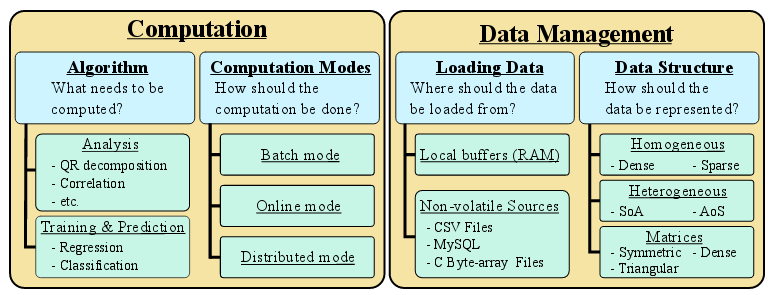 Computation
Algorithm
What needs to be
computed?
Analysis
- QR decomposition
- Correlation
- etc.
Training & Prediction
- Regression
- Classification
Computation Modes
How should the
computation be done?
Batch mode
Online mode
Distributed mode
Data Management
Loading Data
Where should the data
be loaded from?
Local buffers (RAM)
Non-volatile Sources
- CSV Files
- MySQL
- C Byte-array Files
Data Structure
How should the
data be represented?
Homogeneous
- Dense - Sparse
Heterogeneous
- SoA - AoS
Matrices
- Symmetric - Dense
- Triangular